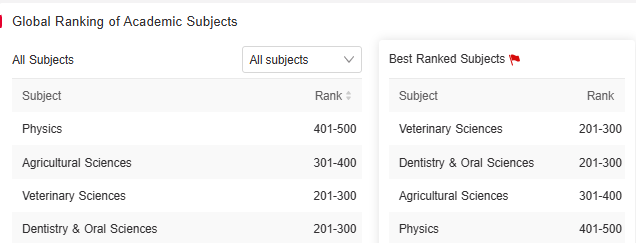 Global Ranking of Academic Subjects
All Subjects
All subjects
Subject Rank
Physics 401-500
Agricultural Sciences 301-400
Veterinary Sciences 201-300
Dentistry & Oral Sciences 201-300
Best Ranked Subjects
Subject Rank
Veterinary Sciences 201-300
Dentistry & Oral Sciences 201-300
Agricultural Sciences 301-400
Physics 401-500